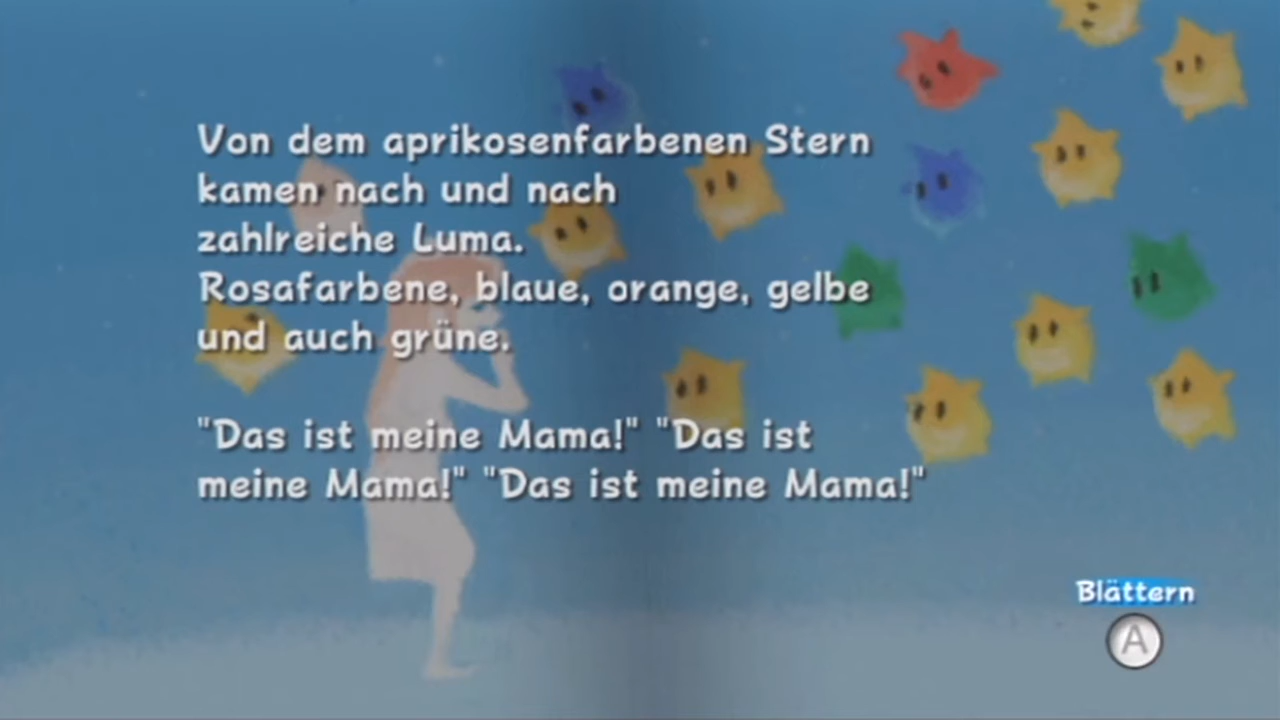 Von dem aprikosenfarbenen Stern
kamen nach und nach
zahlreiche Luma.
Rosafarbene, blaue, orange, gelbe
und auch grüne.
"Das ist meine Mama!" "Das ist
meine Mama!" "Das ist meine Mama!"
Blättern
A